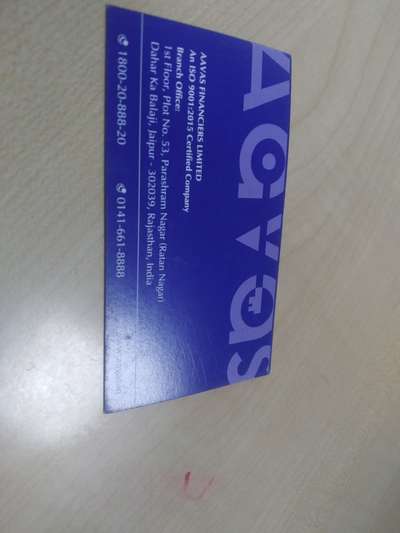 Aavas
AAVAS FINANCIERS LIMITED
An ISO 9001:2015 Certified Company
Branch Office:
1st Floor, Plot No. 53, Parashram Nagar (Ratan Nagar)
Dahar Ka Balaji, Jaipur - 302039, Rajasthan, India
1800-20-888-20 0141-661-8888